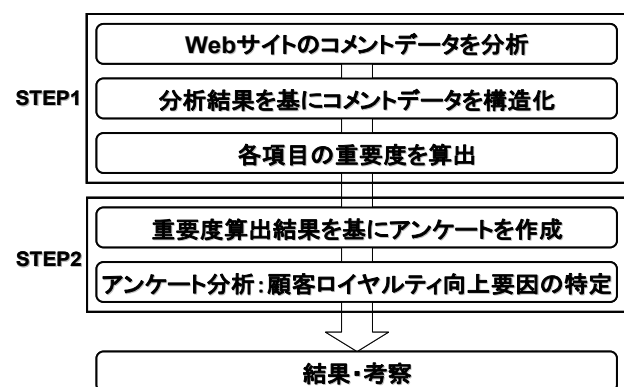 Webサイトのコメントデータを分析
STEP1
分析結果を基にコメントデータを構造化
各項目の重要度を算出
重要度算出結果を基にアンケートを作成
STEP2
アンケート分析：顧客ロイヤルティ向上要因の特定
結果・考察